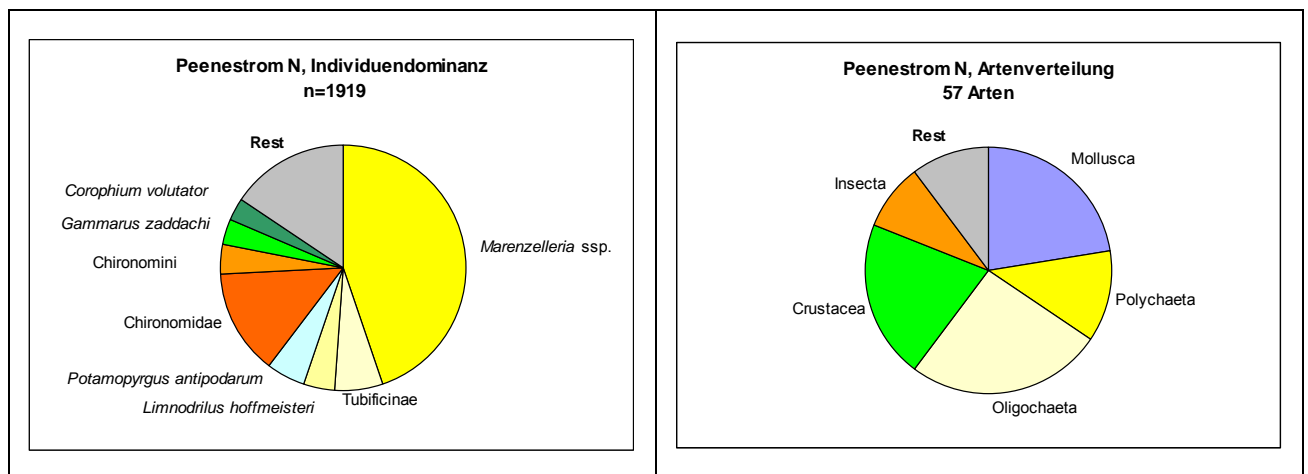 Peenestrom N, Individuendominanz
n=1919
Rest
Corophium volutator
Gammarus zaddachi
Chironomini
Chironomidae
Potamopyrgus antipodarum
Limnodrilus hoffmeisteri
Tubificinae
Marenzelleria ssp.
Peenestrom N, Artenverteilung
57 Arten
Rest
Mollusca
Insecta
Polychaeta
Crustacea
Oligochaeta